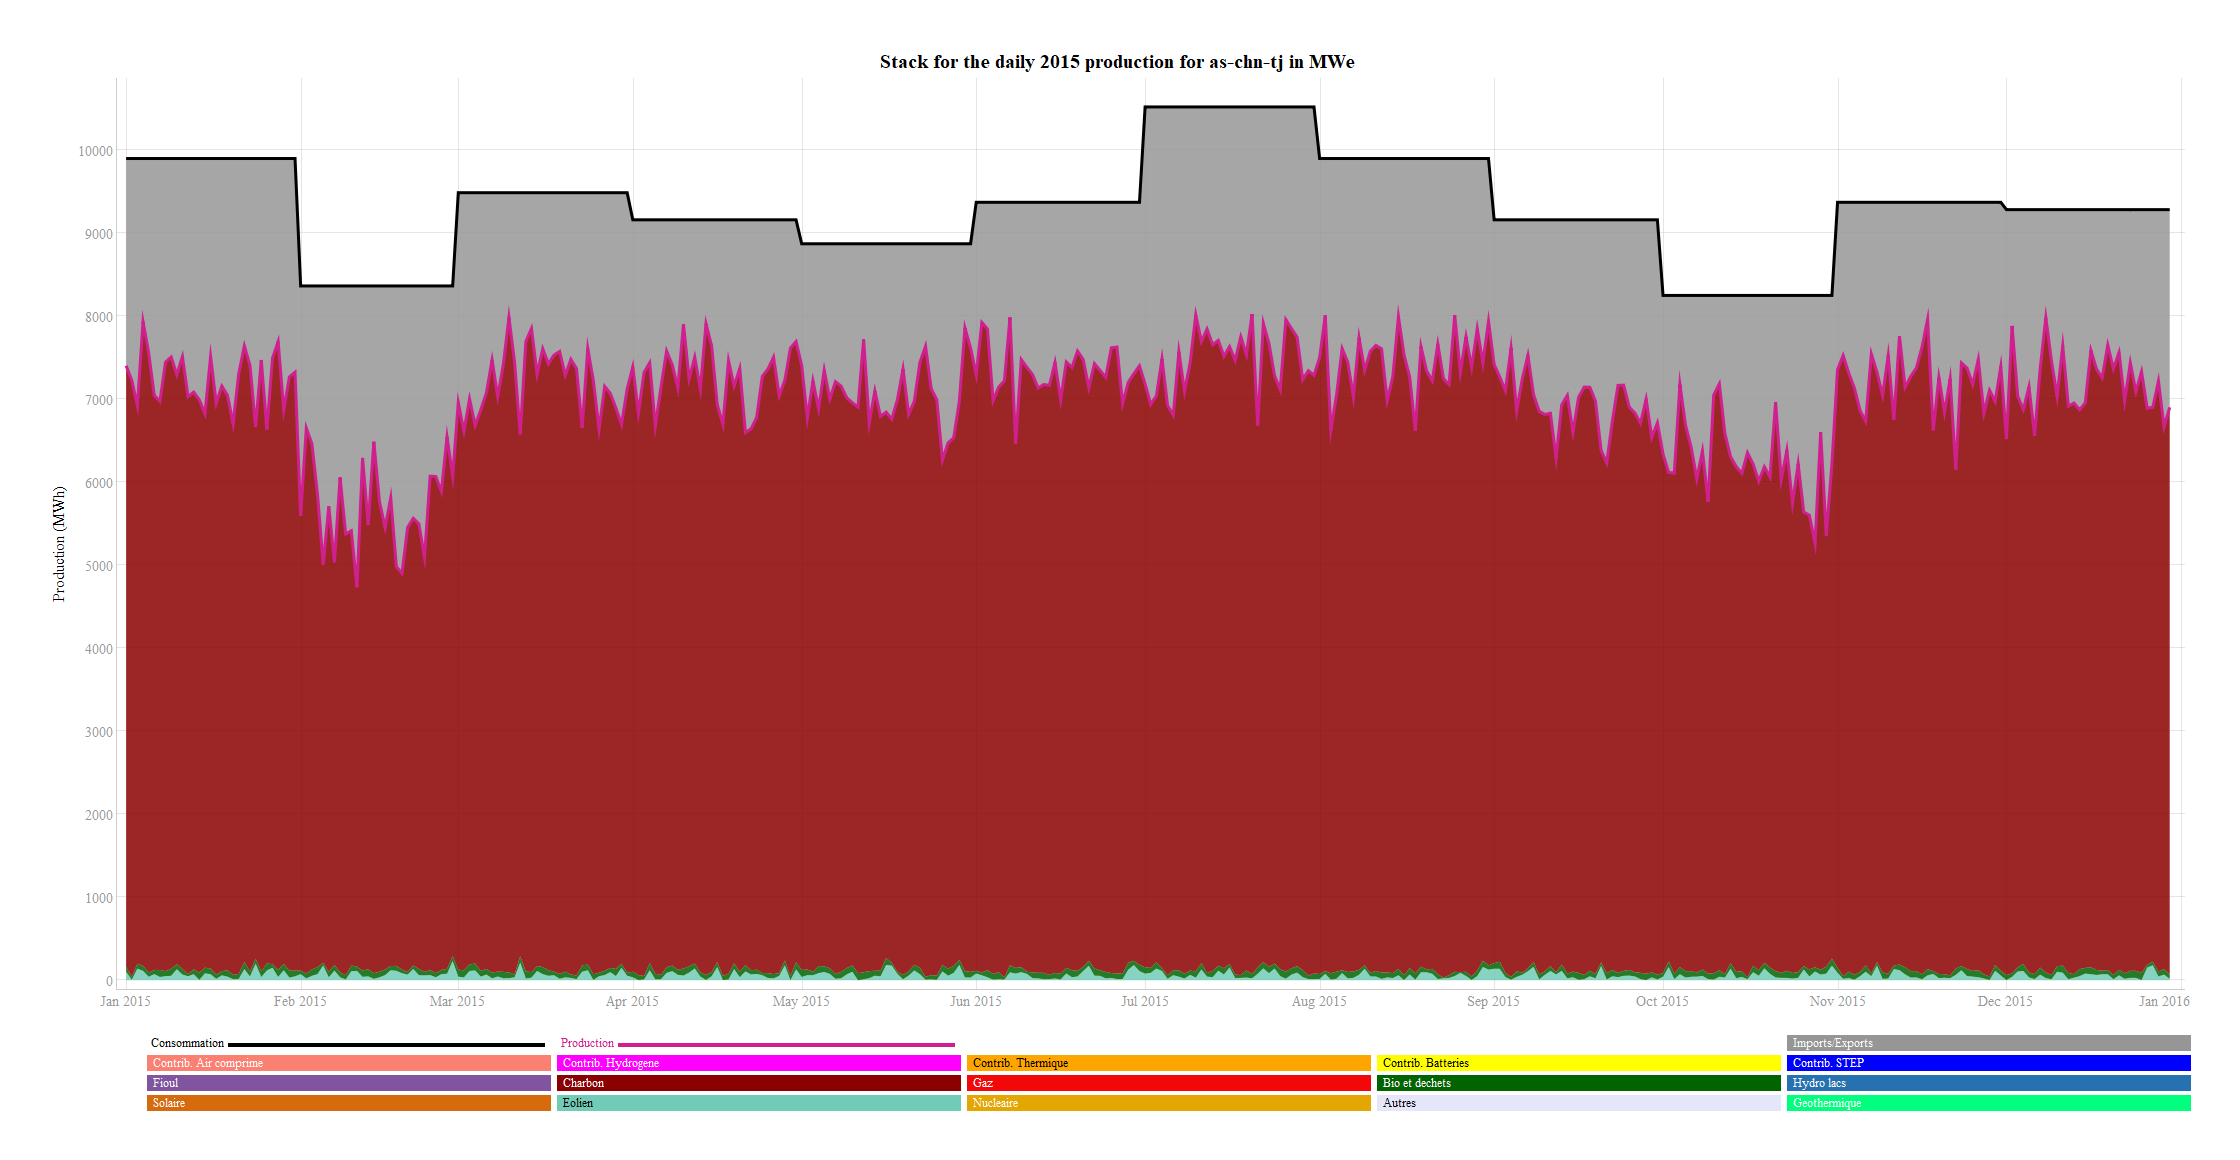 Stack for the daily 2015 production for as-chn-tj in MWe
Production (MWh)
10000
9000
8000
7000
6000
5000
4000
3000
2000
1000
0
Jan 2015 Feb 2015 Mar 2015 Apr 2015 May 2015 Jun 2015 Jul 2015 Aug 2015 Sep 2015 Oct 2015 Nov 2015 Dec 2015 Jan 2016
Consommation Production Imports/Exports
Contrib. Air comprime Contrib. Hydrogene Contrib. Thermique Contrib. Batteries Contrib. STEP
Fioul Charbon Gaz Bio et dechets Hydro lacs
Solaire Eolien Nucleaire Autres Geothermique